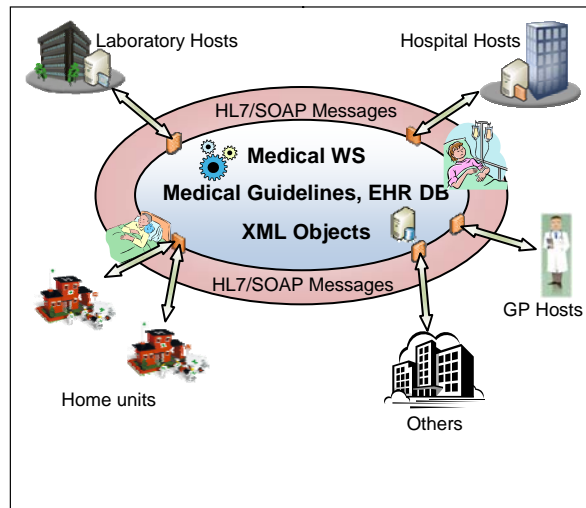 Laboratory Hosts
Hospital Hosts
HL7/SOAP Messages
Medical WS
Medical Guidelines, EHR DB
XML Objects
HL7/SOAP Messages
GP Hosts
Home units
Others